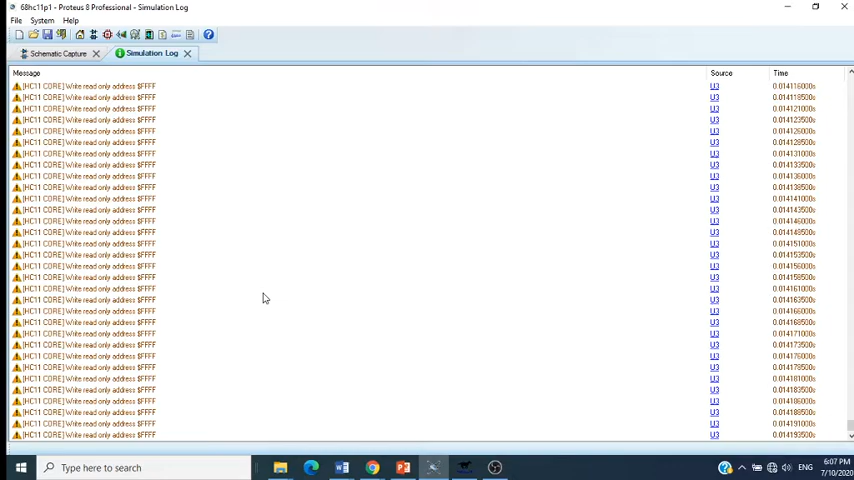 68hc11p1 - Proteus 8 Professional - Simulation Log
File System Help
Schematic Capture Simulation Log
Message Source Time
[HC11 CORE] Write read only address $FFFF U3 0.014116000s
[HC11 CORE] Write read only address $FFFF U3 0.014118500s
[HC11 CORE] Write read only address $FFFF U3 0.014121000s
[HC11 CORE] Write read only address $FFFF U3 0.014123500s
[HC11 CORE] Write read only address $FFFF U3 0.014126000s
[HC11 CORE] Write read only address $FFFF U3 0.014128500s
[HC11 CORE] Write read only address $FFFF U3 0.014131000s
[HC11 CORE] Write read only address $FFFF U3 0.014133500s
[HC11 CORE] Write read only address $FFFF U3 0.014136000s
[HC11 CORE] Write read only address $FFFF U3 0.014138500s
[HC11 CORE] Write read only address $FFFF U3 0.014141000s
[HC11 CORE] Write read only address $FFFF U3 0.014143500s
[HC11 CORE] Write read only address $FFFF U3 0.014146000s
[HC11 CORE] Write read only address $FFFF U3 0.014148500s
[HC11 CORE] Write read only address $FFFF U3 0.014151000s
[HC11 CORE] Write read only address $FFFF U3 0.014153500s
[HC11 CORE] Write read only address $FFFF U3 0.014156000s
[HC11 CORE] Write read only address $FFFF U3 0.014158500s
[HC11 CORE] Write read only address $FFFF U3 0.014161000s
[HC11 CORE] Write read only address $FFFF U3 0.014163500s
[HC11 CORE] Write read only address $FFFF U3 0.014166000s
[HC11 CORE] Write read only address $FFFF U3 0.014168500s
[HC11 CORE] Write read only address $FFFF U3 0.014171000s
[HC11 CORE] Write read only address $FFFF U3 0.014173500s
[HC11 CORE] Write read only address $FFFF U3 0.014176000s
[HC11 CORE] Write read only address $FFFF U3 0.014178500s
[HC11 CORE] Write read only address $FFFF U3 0.014181000s
[HC11 CORE] Write read only address $FFFF U3 0.014183500s
[HC11 CORE] Write read only address $FFFF U3 0.014186000s
[HC11 CORE] Write read only address $FFFF U3 0.014188500s
[HC11 CORE] Write read only address $FFFF U3 0.014191000s
[HC11 CORE] Write read only address $FFFF U3 0.014193500s
Type here to search ENG 6:07 PM
7/10/2020